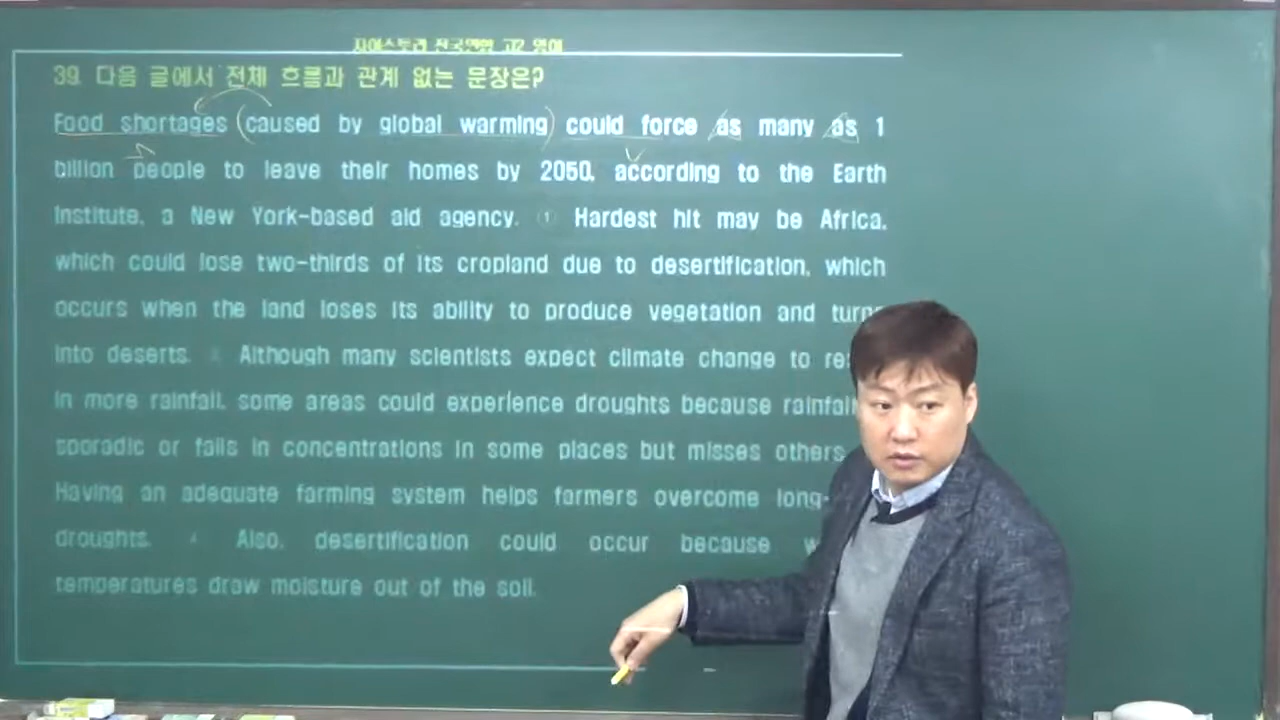 자이스토리 전국연합 고2 영어
39. 다음 글에서 전체 흐름과 관계 없는 문장은?
Food shortages (caused by global warming) could force as many as 1
billion people to leave their homes by 2050, according to the Earth
Institute, a New York-based aid agency. ① Hardest hit may be Africa,
which could lose two-thirds of its cropland due to desertification, which
occurs when the land loses its ability to produce vegetation and turns
into deserts. Although many scientists expect climate change to
in more rainfall, some areas could experience droughts because rainfall
sporadic or falls in concentrations in some places but misses others.
Having an adequate farming system helps farmers overcome long-
droughts. Also, desertification could occur because
temperatures draw moisture out of the soil.